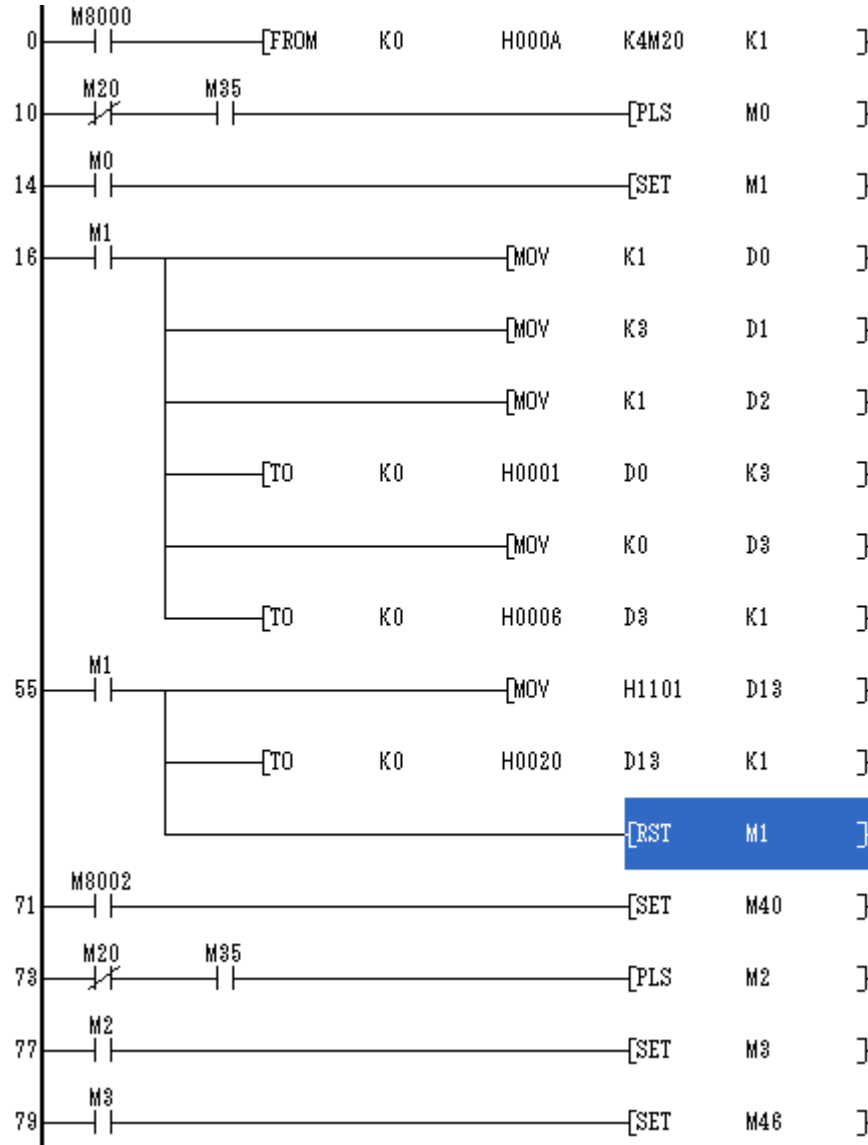 M8000
0 [FROM K0 H000A K4M20 K1 ]
M20 M35
10 [PLS M0 ]
M0
14 [SET M1 ]
M1
16 [MOV K1 D0 ]
[MOV K3 D1 ]
[MOV K1 D2 ]
[TO K0 H0001 D0 K3 ]
[MOV K0 D3 ]
[TO K0 H0006 D3 K1 ]
M1
55 [MOV H1101 D13 ]
[TO K0 H0020 D13 K1 ]
[RST M1 ]
M8002
71 [SET M40 ]
M20 M35
73 [PLS M2 ]
M2
77 [SET M3 ]
M3
79 [SET M46 ]